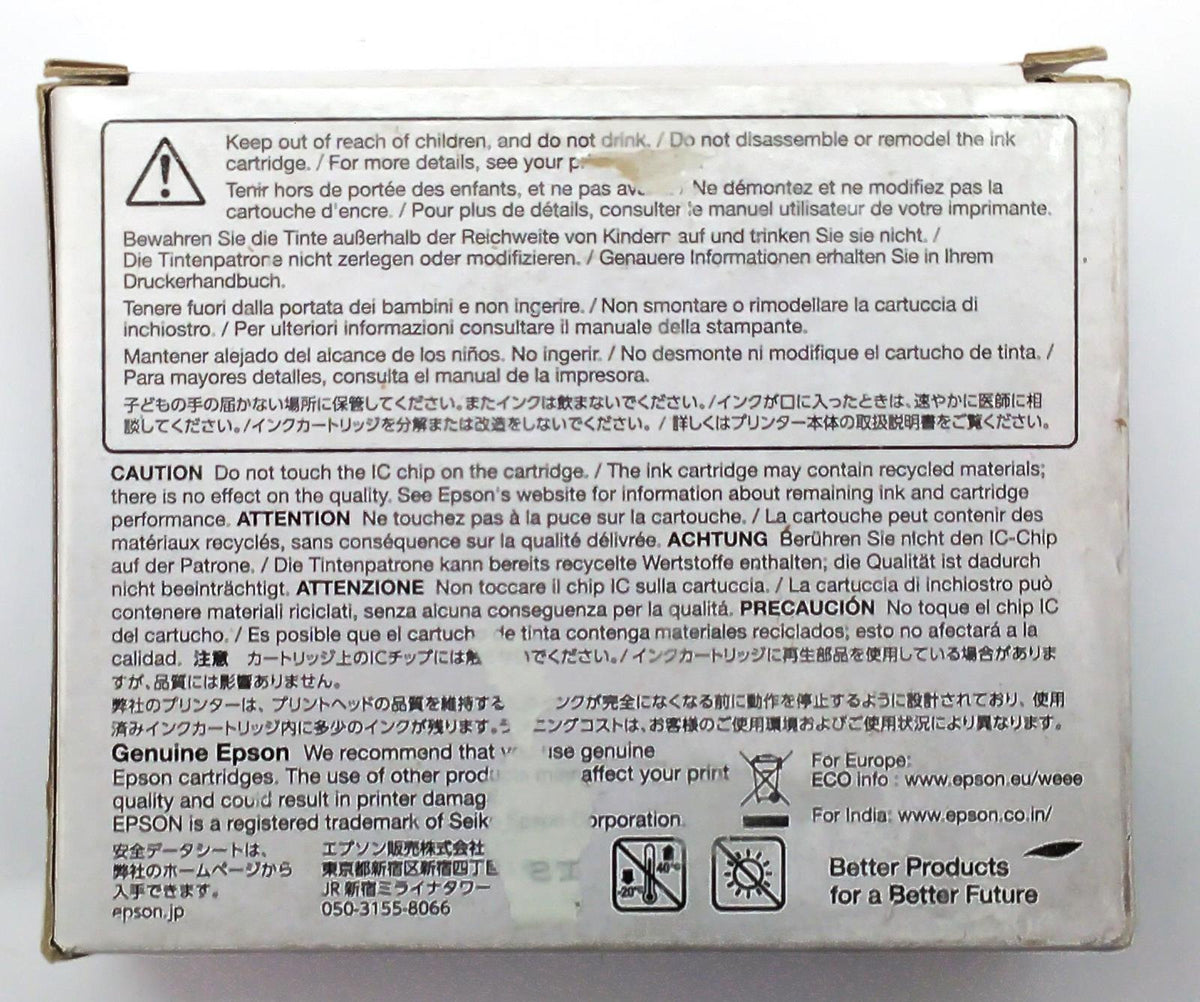 Keep out of reach of children, and do not drink. / Do not disassemble or remodel the ink
cartridge. / For more details, see your
Tenir hors de portée des enfants, et ne pas Ne démontez et ne modifiez pas la
cartouche d'encre. / Pour plus de détails, consulter le manuel utilisateur de votre imprimante.
Bewahren Sie die Tinte außerhalb der Reichweite von Kindern auf und trinken Sie sie nicht. /
Die Tintenpatrone nicht zerlegen oder modifizieren. / Genauere Informationen erhalten Sie in Ihrem
Druckerhandbuch.
Tenere fuori dalla portata dei bambini e non ingerire. / Non smontare o rimodellare la cartuccia di
inchiostro. / Per ulteriori informazioni consultare il manuale della stampante.
Mantener alejado del alcance de los niños. No ingerir. / No desmonte ni modifique el cartucho de tinta. /
Para mayores detalles, consulta el manual de la impresora.
子どもの手の届かない場所に保管してください。またインクは飲まないでください。/インクが口に入ったときは、速やかに医師に相
談してください。/インクカートリッジを分解または改造をしないでください。 / 詳しくはプリンター本体の取扱説明書をご覧ください。
CAUTION Do not touch the IC chip on the cartridge. / The ink cartridge may contain recycled materials;
there is no effect on the quality. See Epson's website for information about remaining ink and cartridge
performance. ATTENTION Ne touchez pas à la puce sur la cartouche. / La cartouche peut contenir des
matériaux recyclés, sans conséquence sur la qualité délivrée. ACHTUNG Berühren Sie nicht den IC-Chip
auf der Patrone. / Die Tintenpatrone kann bereits recycelte Wertstoffe enthalten; die Qualität ist dadurch
nicht beeinträchtigt. ATTENZIONE Non toccare il chip IC sulla cartuccia. / La cartuccia di inchiostro può
contenere materiali riciclati, senza alcuna conseguenza per la qualitá. PRECAUCIÓN No toque el chip IC
del cartucho. / Es posible que el cartuch de tinta contenga materiales reciclados; esto no afectará a la
calidad. 注意 カートリッジ上のICチップには触 いでください。/ インクカートリッジに再生部品を使用している場合がありま
すが、品質には影響ありません。
弊社のプリンターは、プリントヘッドの品質を維持する ンクが完全になくなる前に動作を停止するように設計されており、使用
済みインクカートリッジ内に多少のインクが残ります。ラ ニングコストは、お客様のご使用環境およびご使用状況により異なります。
Genuine Epson We recommend that use genuine
Epson cartridges. The use of other affect your print
quality and could result in printer damag
EPSON is a registered trademark of Seiko Epson Corporation.
For Europe:
ECO info : www.epson.eu/weee
For India: www.epson.co.in/
安全データシートは、
弊社のホームページから
入手できます。
epson.jp
エプソン販売株式会社
東京都新宿区新宿四丁目
JR 新宿ミライナタワー
050-3155-8066
-20°C
40°C
Better Products
for a Better Future